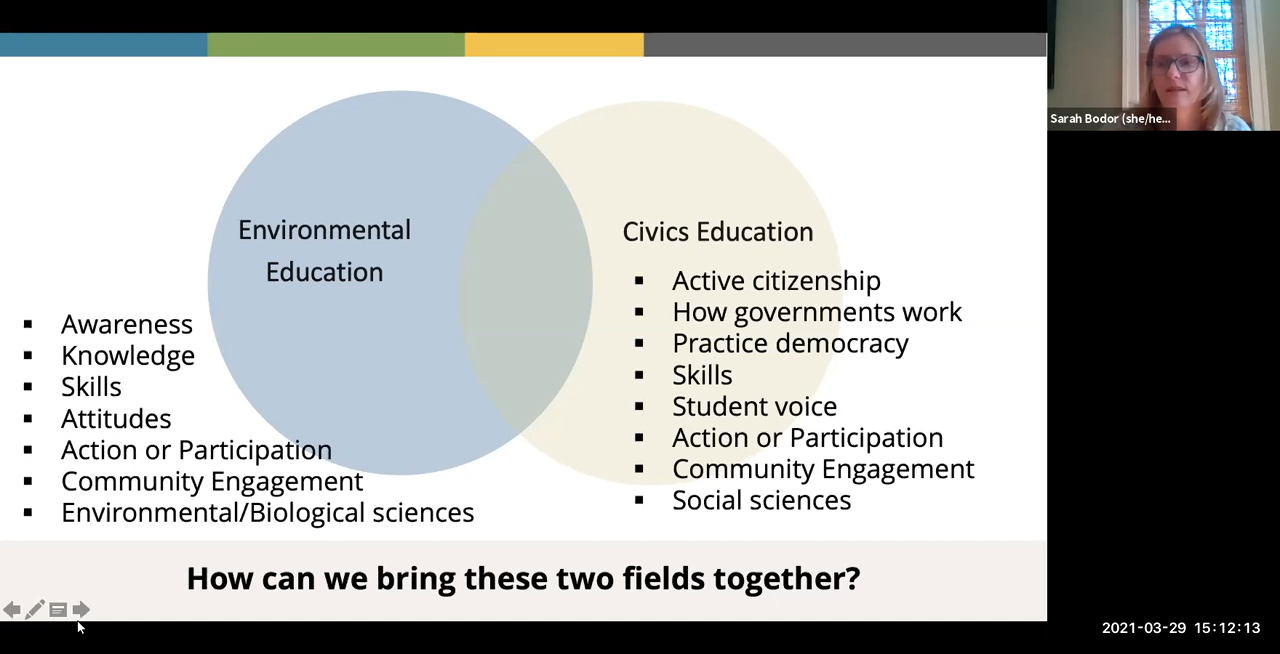 Environmental
Education
▪ Awareness
▪ Knowledge
▪ Skills
▪ Attitudes
▪ Action or Participation
▪ Community Engagement
▪ Environmental/Biological sciences
Civics Education
▪ Active citizenship
▪ How governments work
▪ Practice democracy
▪ Skills
▪ Student voice
▪ Action or Participation
▪ Community Engagement
▪ Social sciences
How can we bring these two fields together?
Sarah Bodor (she/he...
2021-03-29 15:12:13